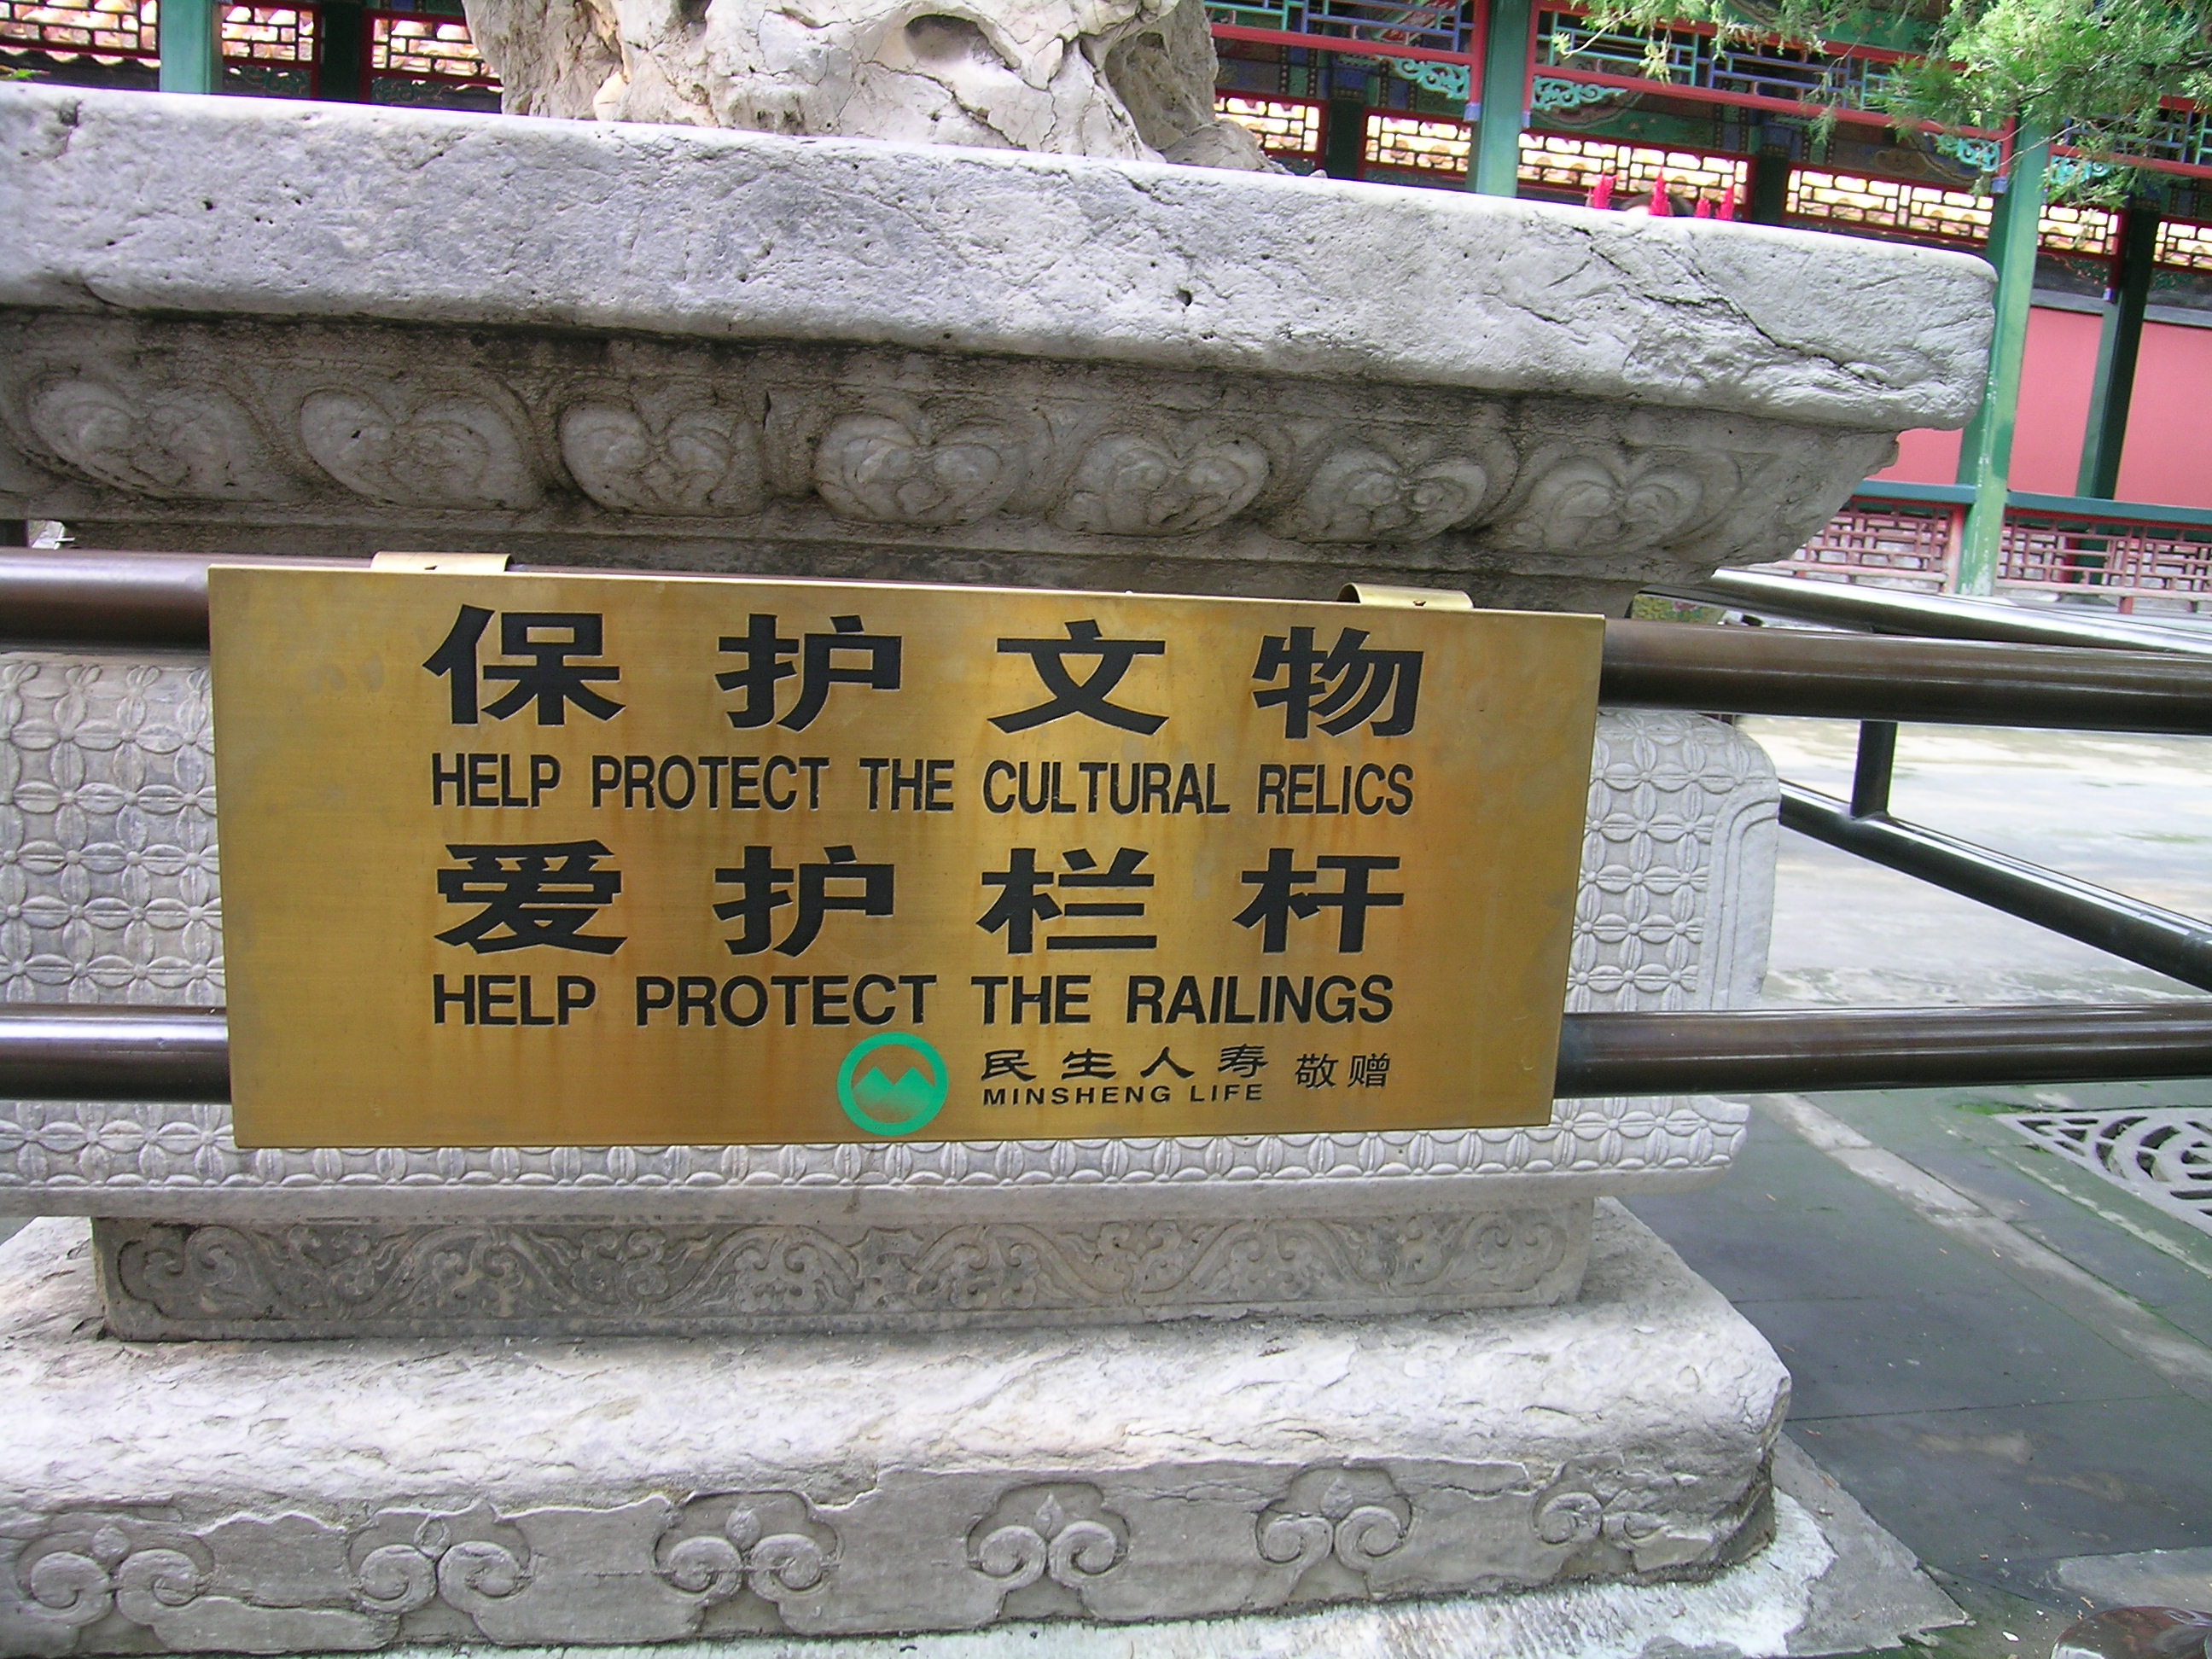 保护文物
HELP PROTECT THE CULTURAL RELICS
爱护栏杆
HELP PROTECT THE RAILINGS
民生人寿 敬赠
MINSHENG LIFE